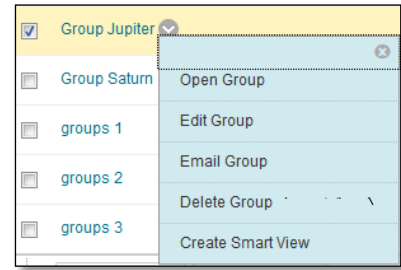 Group Jupiter
Group Saturn
groups 1
groups 2
groups 3
Open Group
Edit Group
Email Group
Delete Group
Create Smart View